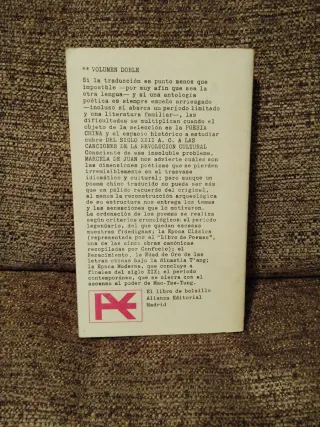 ** VOLUMEN DOBLE
Si la traducción es punto menos que
imposible —por muy afín que sea la
otra lengua— y si una antología
poética es siempre empeño arriesgado
—incluso si abarca un período limitado
y una literatura familiar—, las
dificultades se multiplican cuando el
objeto de la selección es la POESIA
CHINA y el espacio histórico a estudiar
cubre DEL SIGLO XXII A. C. A LAS
CANCIONES DE LA REVOLUCION CULTURAL
Consciente de ese insoluble problema,
MARCELA DE JUAN nos advierte cuáles son
las dimensiones poéticas que se pierden
irremisiblemente en el trasvase
idiomático y cultural; pero aunque un
poema chino traducido no pueda ser más
que un pálido recuerdo del original,
al menos la reconstrucción arqueológica
de su estructura nos entrega los temas
y las sensaciones que lo motivaron.
La ordenación de los poemas se realiza
según criterios cronológicos: el período
legendario, del que quedan escasas
muestras fidedignas; la Epoca Clásica
(representada por el "Libro de Poemas",
una de las cinco obras canónicas
recopiladas por Confucio); el
Renacimiento, la Edad de Oro de las
letras chinas bajo la dinastía T'ang;
la Epoca Moderna, que concluye a
finales del siglo XIX; el período
contemporáneo, que se cierra con el
ascenso al poder de Mao-Tse-Tung.
El libro de bolsillo
Alianza Editorial
Madrid